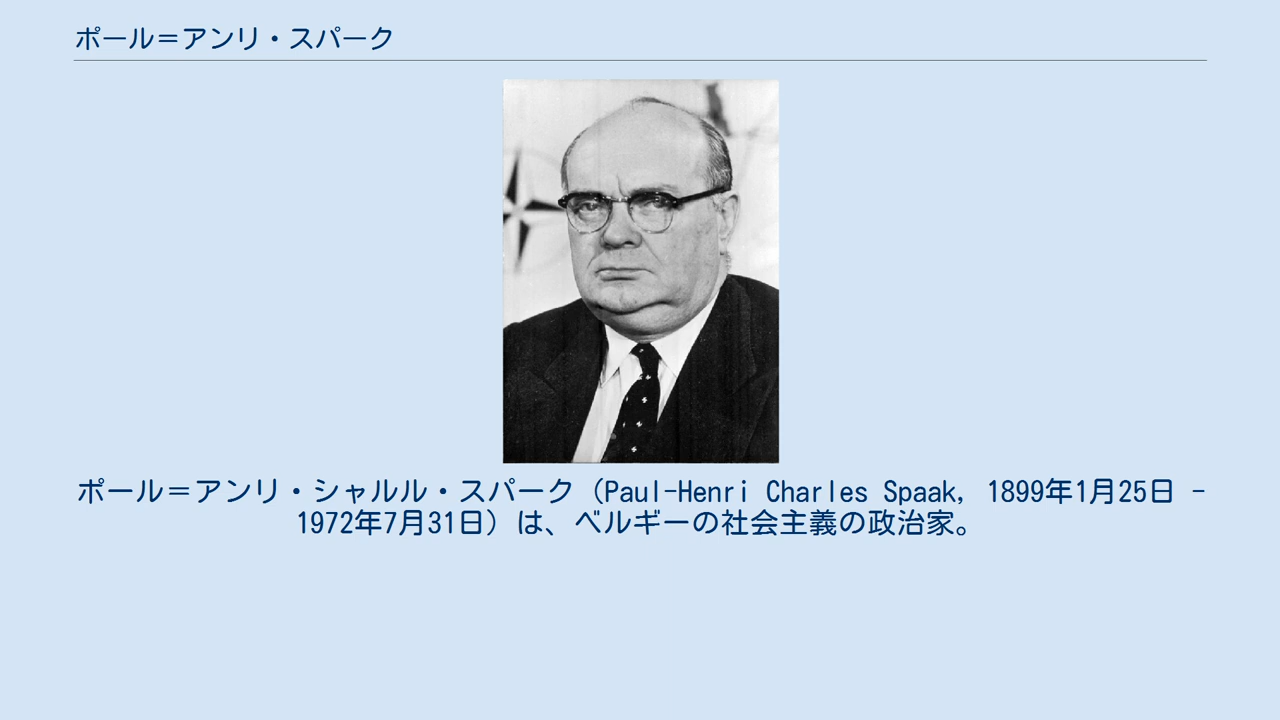 ポール＝アンリ・スパーク
ポール＝アンリ・シャルル・スパーク（Paul-Henri Charles Spaak, 1899年1月25日 -
1972年7月31日）は、ベルギーの社会主義の政治家。